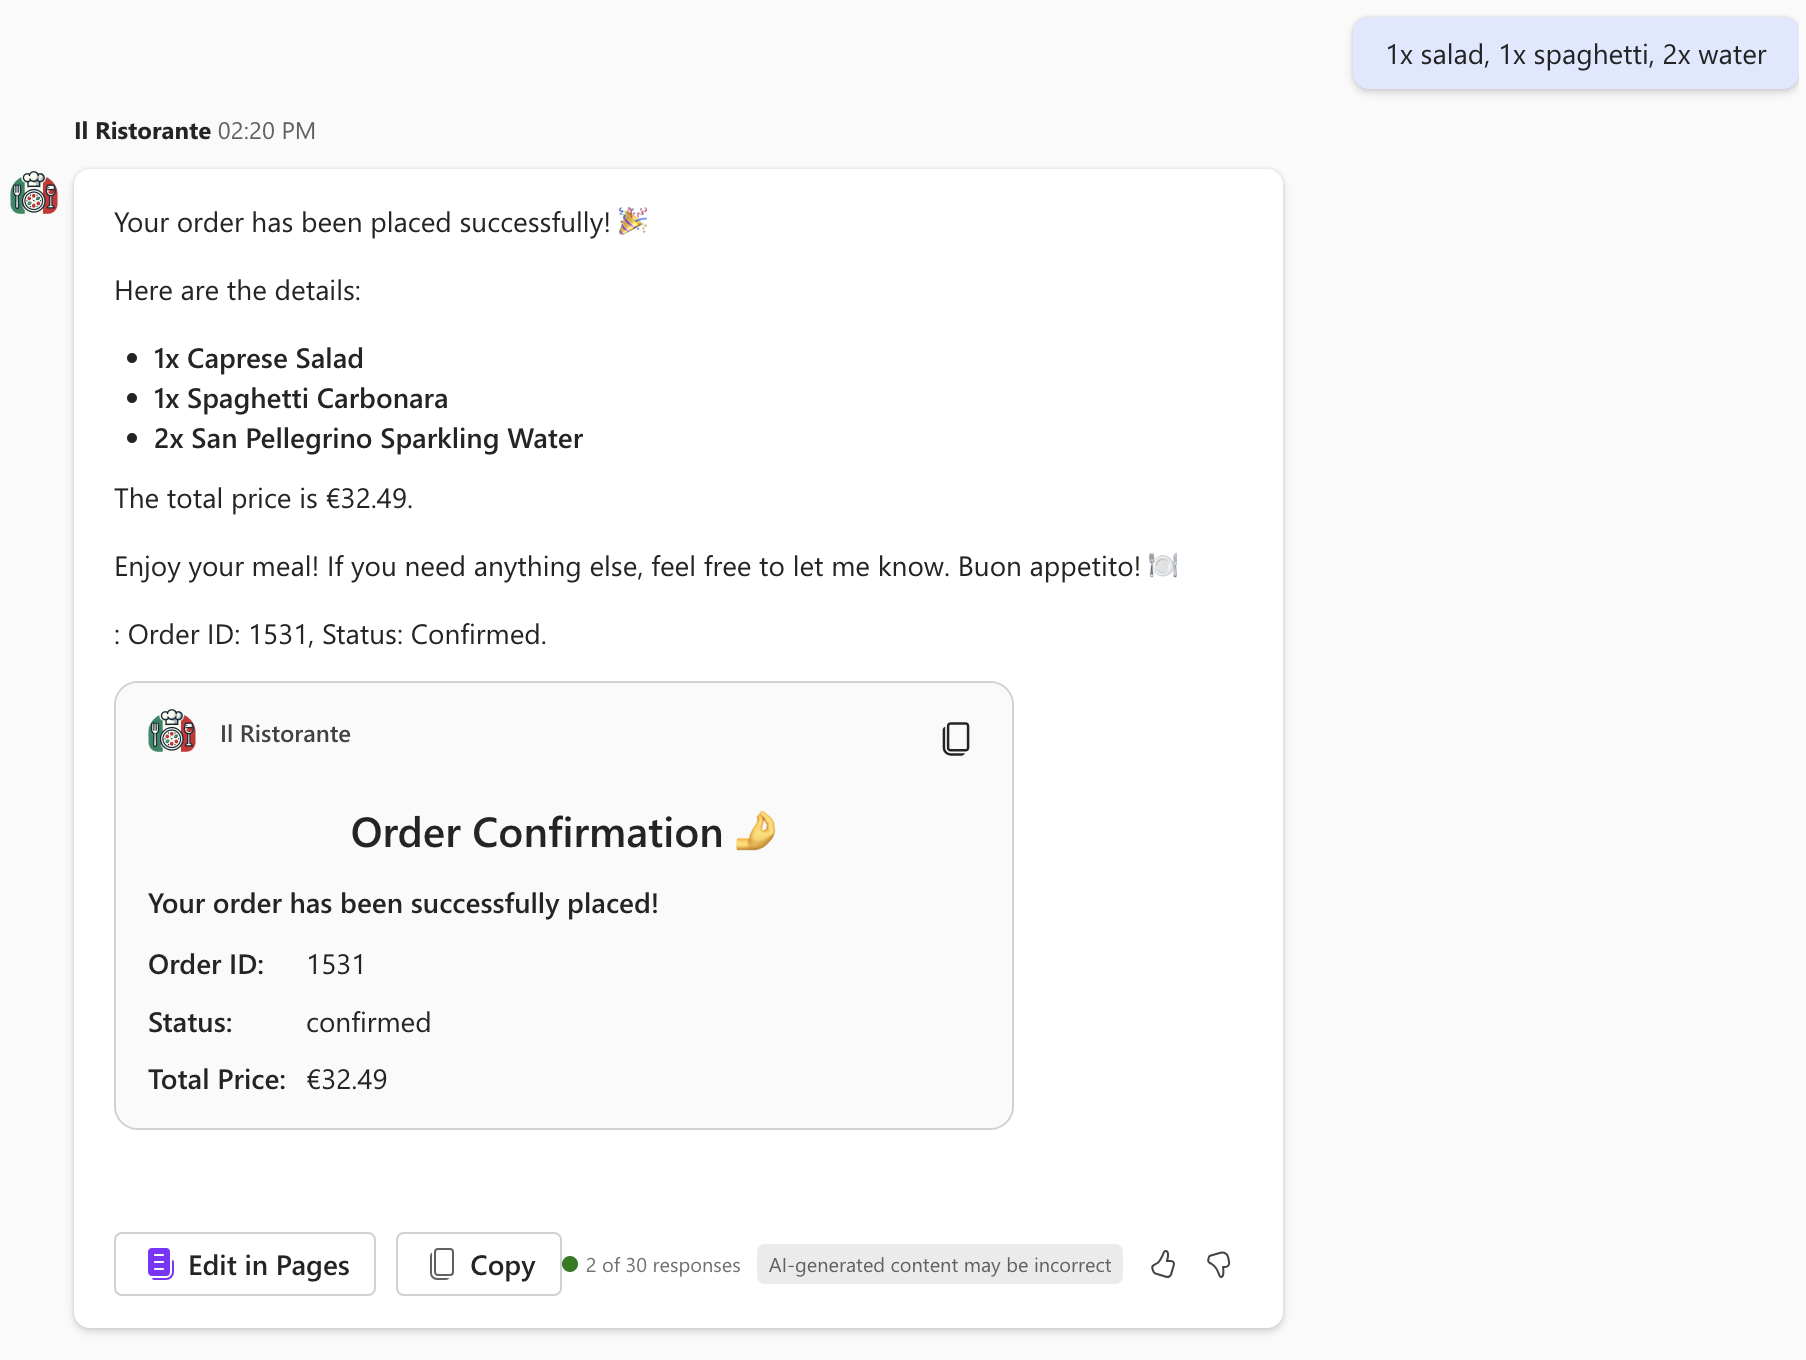 1x salad, 1x spaghetti, 2x water
Il Ristorante 02:20 PM
Your order has been placed successfully! 🎉
Here are the details:
• 1x Caprese Salad
• 1x Spaghetti Carbonara
• 2x San Pellegrino Sparkling Water
The total price is €32.49.
Enjoy your meal! If you need anything else, feel free to let me know. Buon appetito! 🍽️
: Order ID: 1531, Status: Confirmed.
Il Ristorante
Order Confirmation 🤌
Your order has been successfully placed!
Order ID: 1531
Status: confirmed
Total Price: €32.49
Edit in Pages Copy 2 of 30 responses AI-generated content may be incorrect